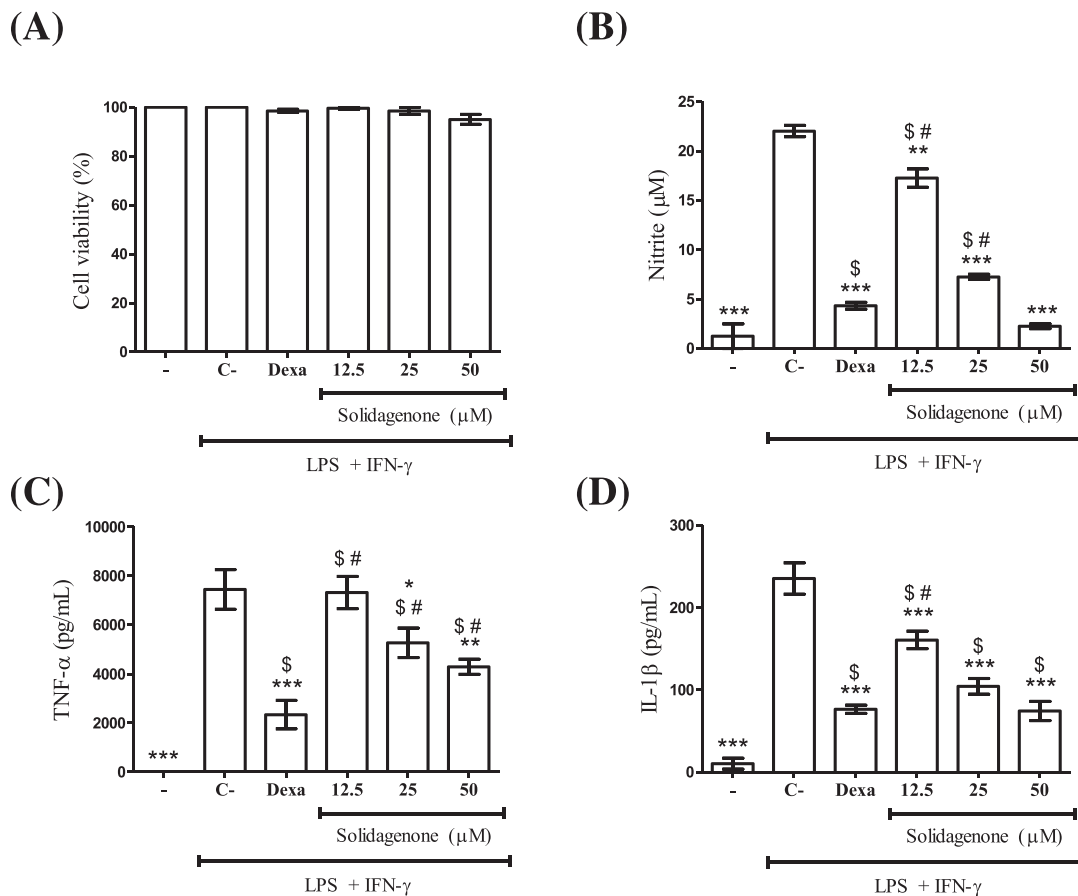 (A)
Cell viability (%)
100
80
60
40
20
0
- C- Dexa 12.5 25 50
Solidagenone (μM)
LPS + IFN-γ
(B)
Nitrite (μM)
25
20
15
10
5
0
***
$
***
$ #
**
$ #
***
***
- C- Dexa 12.5 25 50
Solidagenone (μM)
LPS + IFN-γ
(C)
TNF-α (pg/mL)
10000
8000
6000
4000
2000
0
***
$
***
$ #
*
$ #
$ #
**
- C- Dexa 12.5 25 50
Solidagenone (μM)
LPS + IFN-γ
(D)
IL-1β (pg/mL)
300
200
100
0
***
$
***
$ #
***
$
***
$
***
- C- Dexa 12.5 25 50
Solidagenone (μM)
LPS + IFN-γ